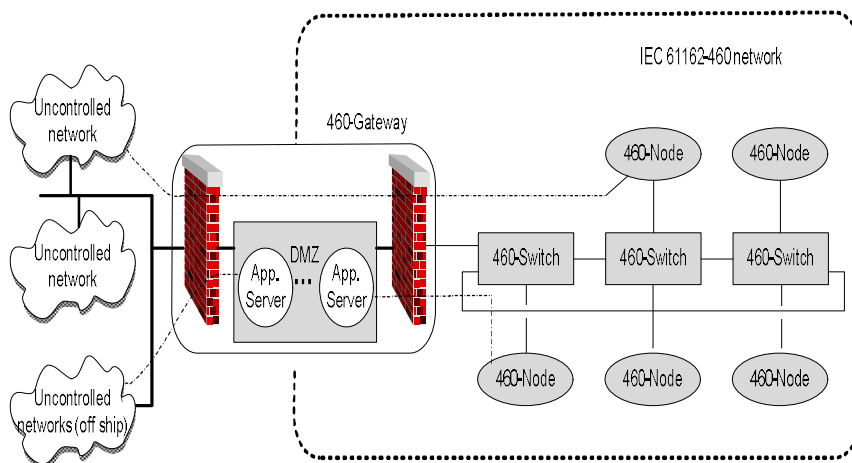 IEC 61162-460 network
Uncontrolled
network
460-Gateway
460-Node
460-Node
Uncontrolled
network
DMZ
App.
Server
...
App.
Server
460-Switch
460-Switch
460-Switch
Uncontrolled
networks (off ship)
460-Node
460-Node
460-Node